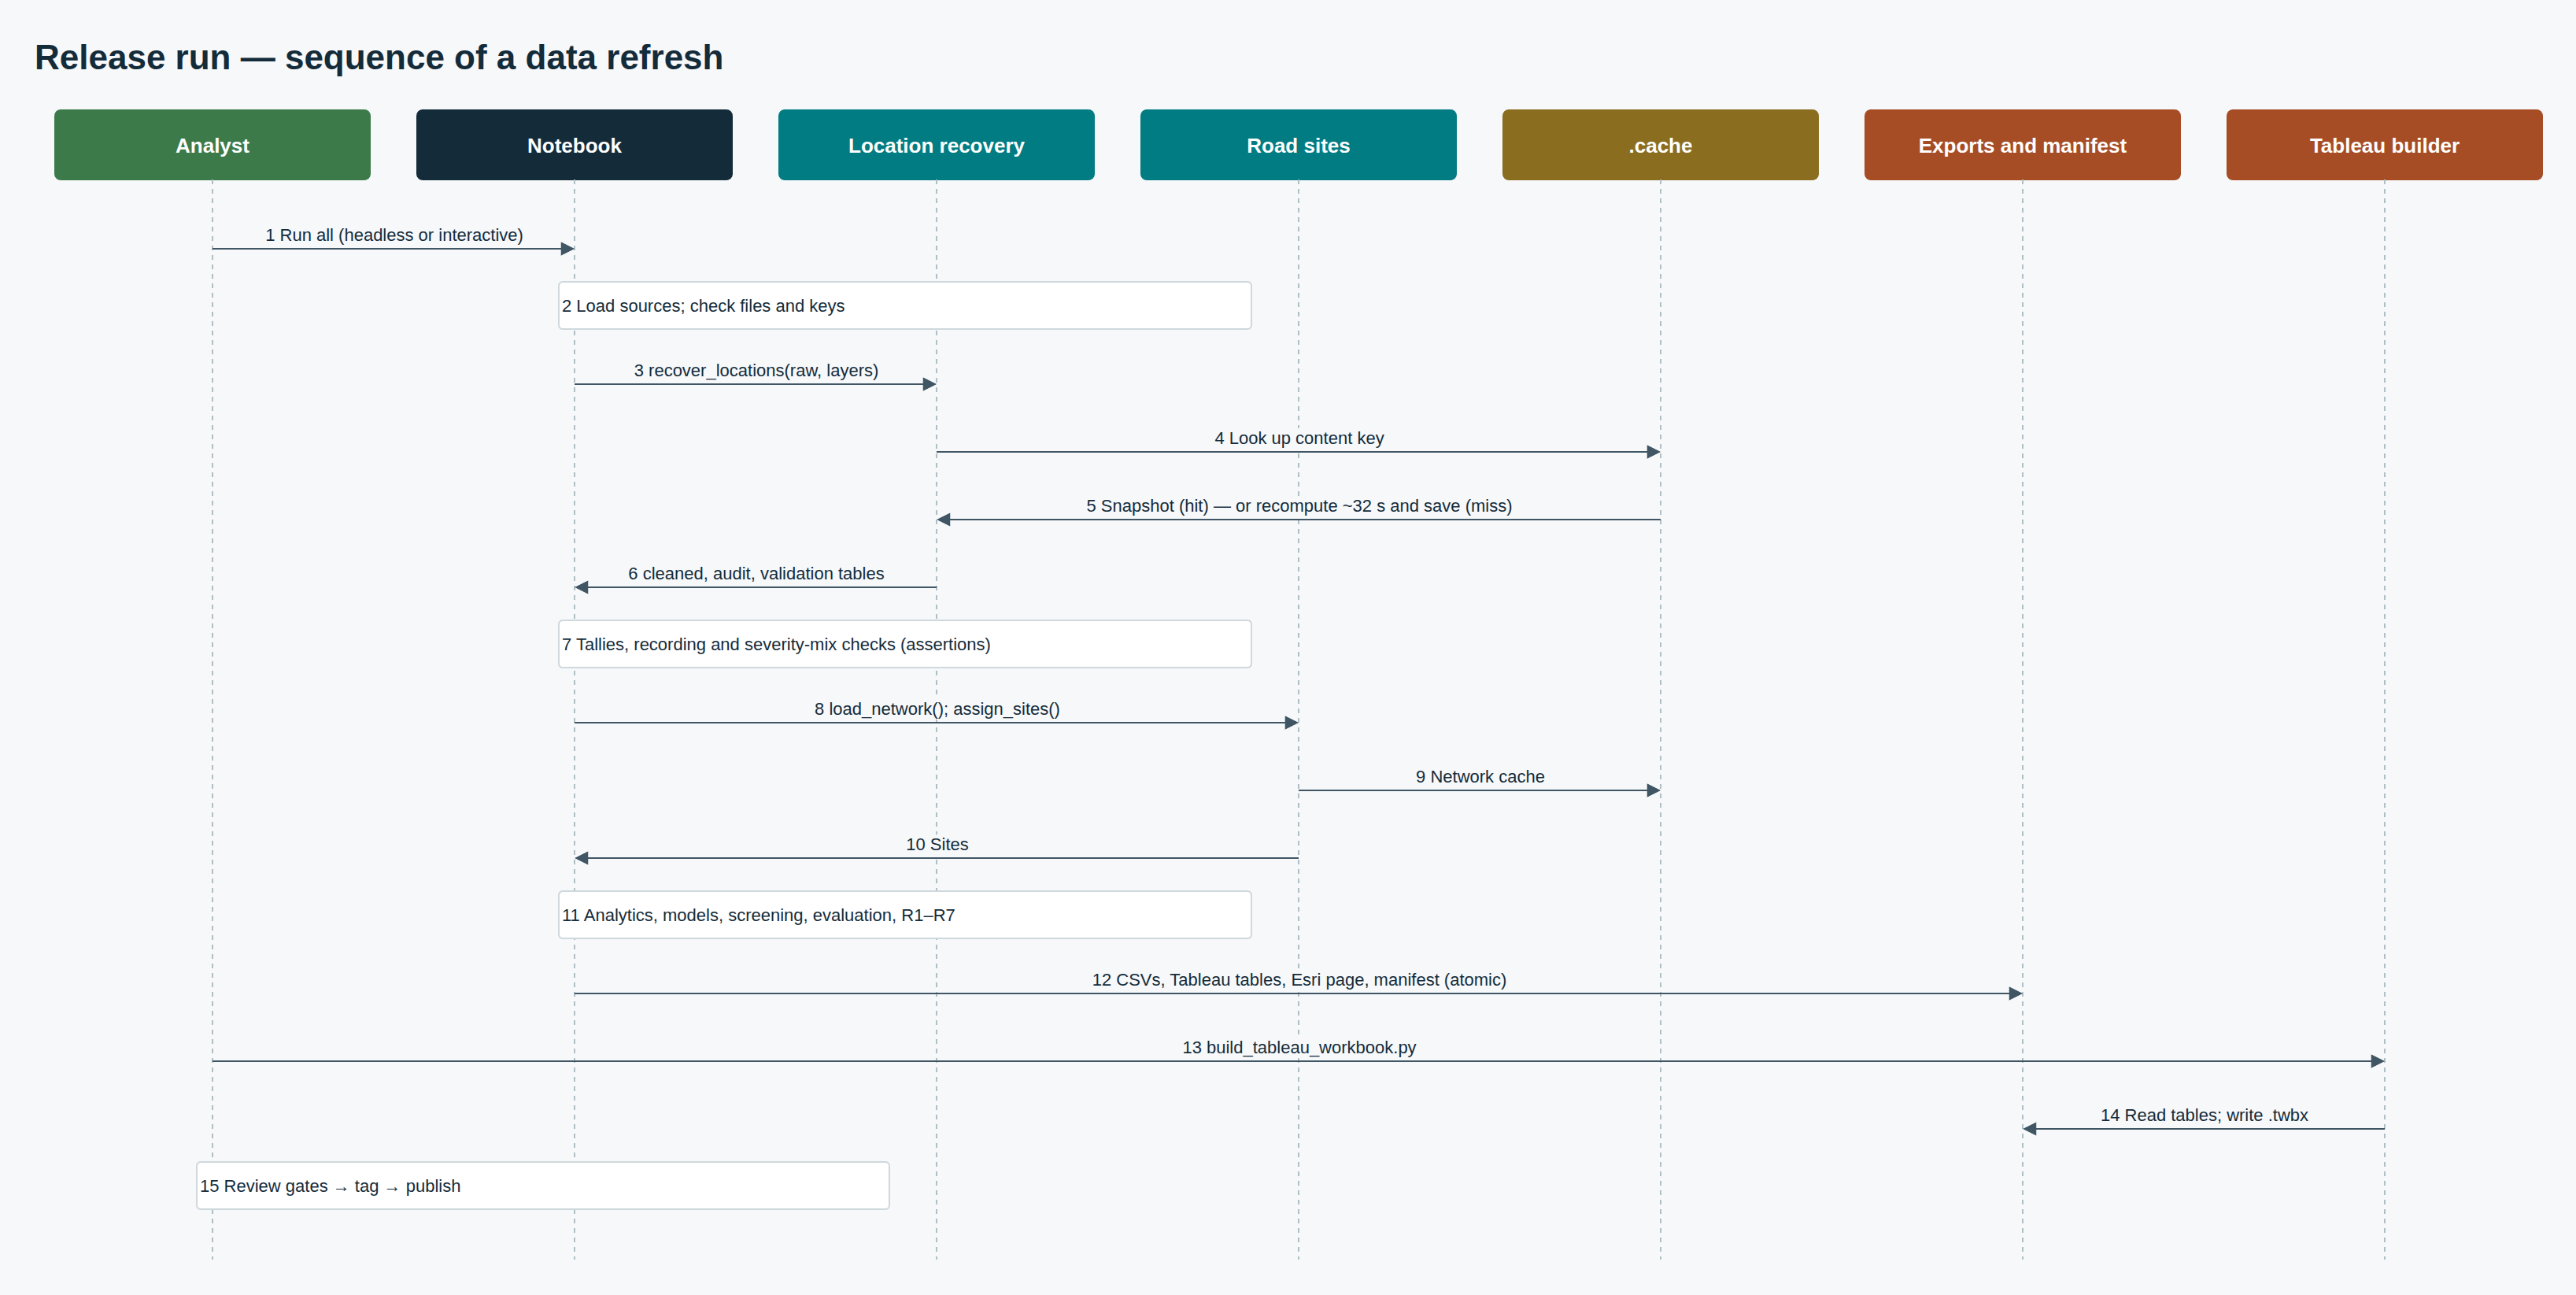 Release run — sequence of a data refresh
Analyst
Notebook
Location recovery
Road sites
.cache
Exports and manifest
Tableau builder
1 Run all (headless or interactive)
2 Load sources; check files and keys
3 recover_locations(raw, layers)
4 Look up content key
5 Snapshot (hit) — or recompute ~32 s and save (miss)
6 cleaned, audit, validation tables
7 Tallies, recording and severity-mix checks (assertions)
8 load_network(); assign_sites()
9 Network cache
10 Sites
11 Analytics, models, screening, evaluation, R1–R7
12 CSVs, Tableau tables, Esri page, manifest (atomic)
13 build_tableau_workbook.py
14 Read tables; write .twbx
15 Review gates → tag → publish